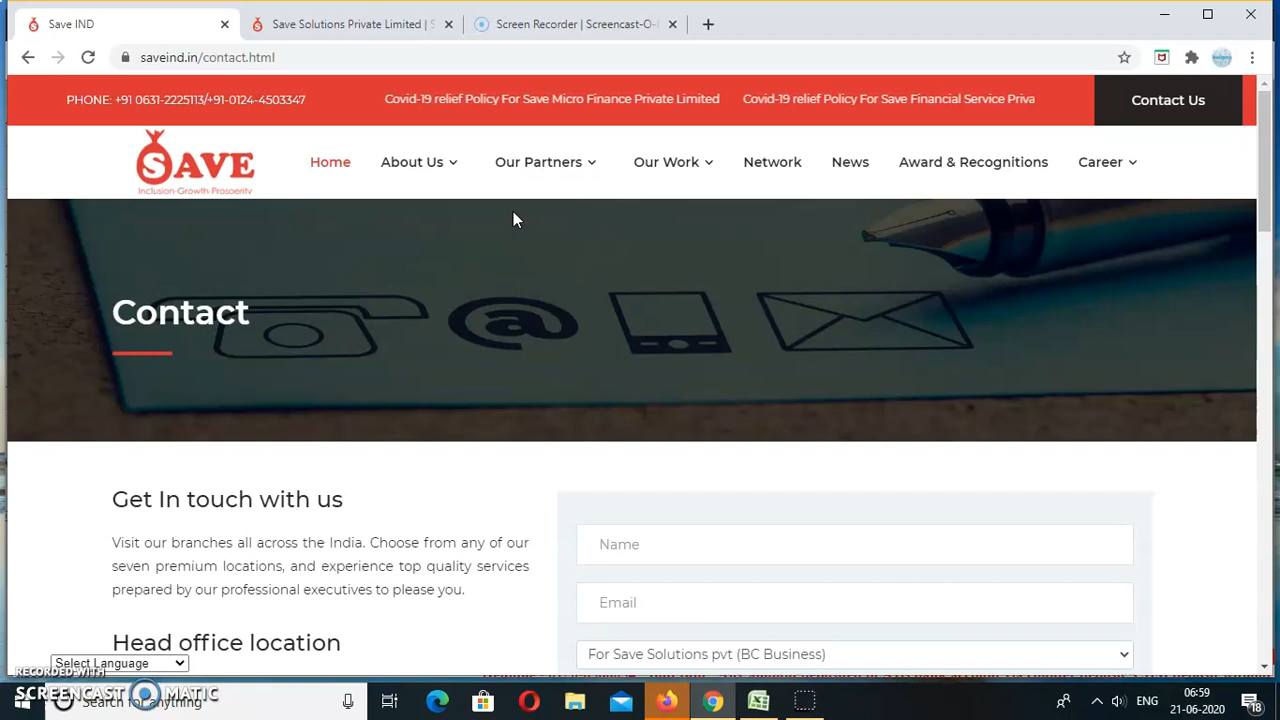 Save IND
Save Solutions Private Limited | S
Screen Recorder | Screencast-O-
saveind.in/contact.html
PHONE: +91 0631-2225113/+91-0124-4503347
Covid-19 relief Policy For Save Micro Finance Private Limited
Covid-19 relief Policy For Save Financial Service Priva
Contact Us
SAVE
Inclusion-Growth-Prosperity
Home
About Us
Our Partners
Our Work
Network
News
Award & Recognitions
Career
Contact
Get In touch with us
Visit our branches all across the India. Choose from any of our
seven premium locations, and experience top quality services
prepared by our professional executives to please you.
Head office location
Name
Email
For Save Solutions pvt (BC Business)
Select Language
RECORDED WITH
SCREENCAST MATIC
Search for anything
ENG
06:59
21-06-2020
18